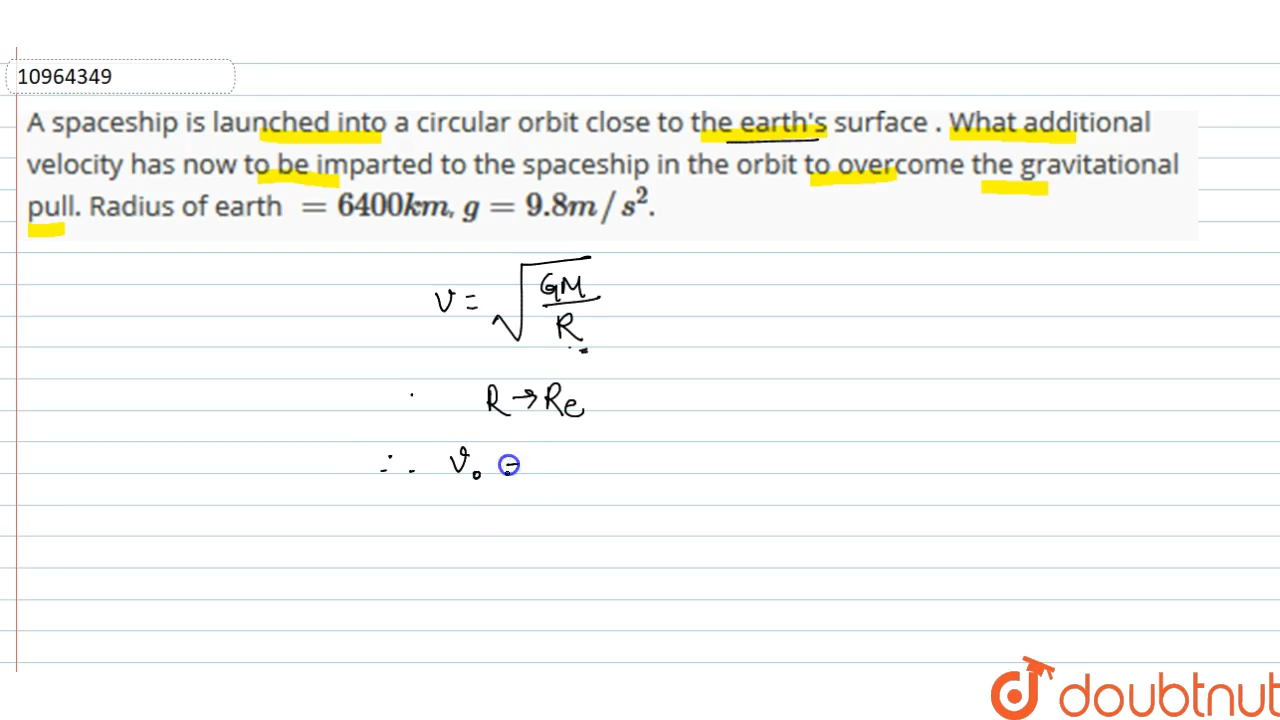 10964349
A spaceship is launched into a circular orbit close to the earth's surface . What additional
velocity has now to be imparted to the spaceship in the orbit to overcome the gravitational
pull. Radius of earth = 6400km, g = 9.8m/s².
v = √(GM/R)
R → Re
∴ v₀ =
doubtnut